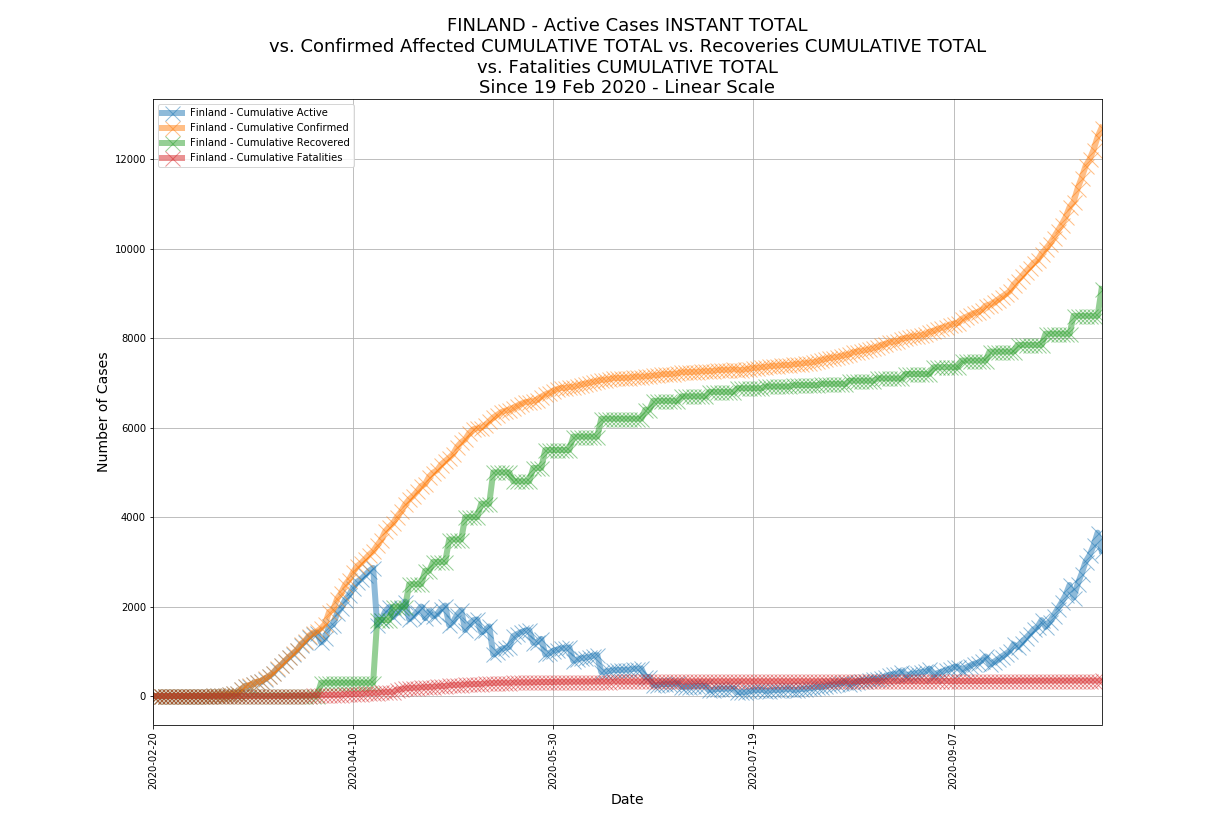 FINLAND - Active Cases INSTANT TOTAL
vs. Confirmed Affected CUMULATIVE TOTAL vs. Recoveries CUMULATIVE TOTAL
vs. Fatalities CUMULATIVE TOTAL
Since 19 Feb 2020 - Linear Scale
Finland - Cumulative Active
Finland - Cumulative Confirmed
Finland - Cumulative Recovered
Finland - Cumulative Fatalities
12000
10000
8000
6000
4000
2000
0
Number of Cases
2020-02-20
2020-04-10
2020-05-30
2020-07-19
2020-09-07
Date